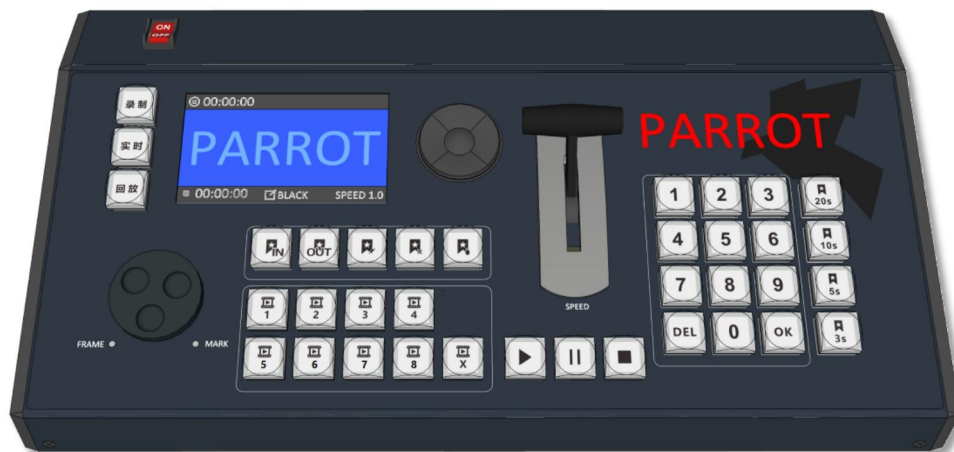 ON
OFF
录制
实时
回放
00:00:00
PARROT
00:00:00 BLACK SPEED 1.0
PARROT
IN
OUT
1 2 3 4
5 6 7 8 X
FRAME
MARK
SPEED
1 2 3 20s
4 5 6 10s
7 8 9 5s
DEL 0 OK 3s